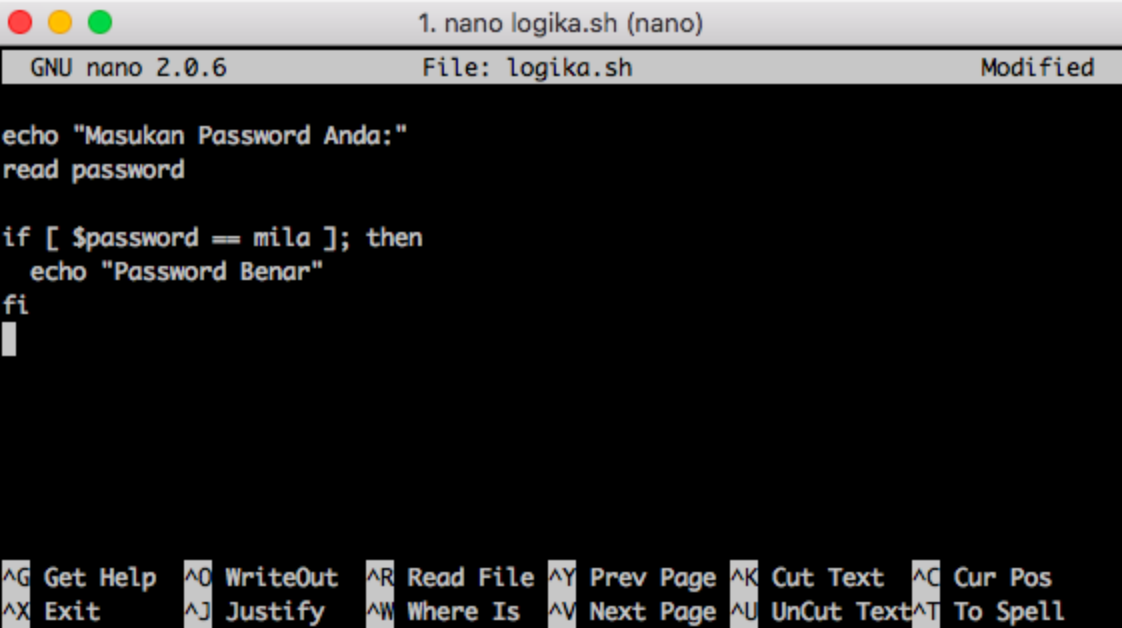 1. nano logika.sh (nano)
GNU nano 2.0.6 File: logika.sh Modified
echo "Masukan Password Anda:"
read password
if [ $password == mila ]; then
  echo "Password Benar"
fi
^G Get Help ^O WriteOut ^R Read File ^Y Prev Page ^K Cut Text ^C Cur Pos
^X Exit ^J Justify ^W Where Is ^V Next Page ^U UnCut Text^T To Spell